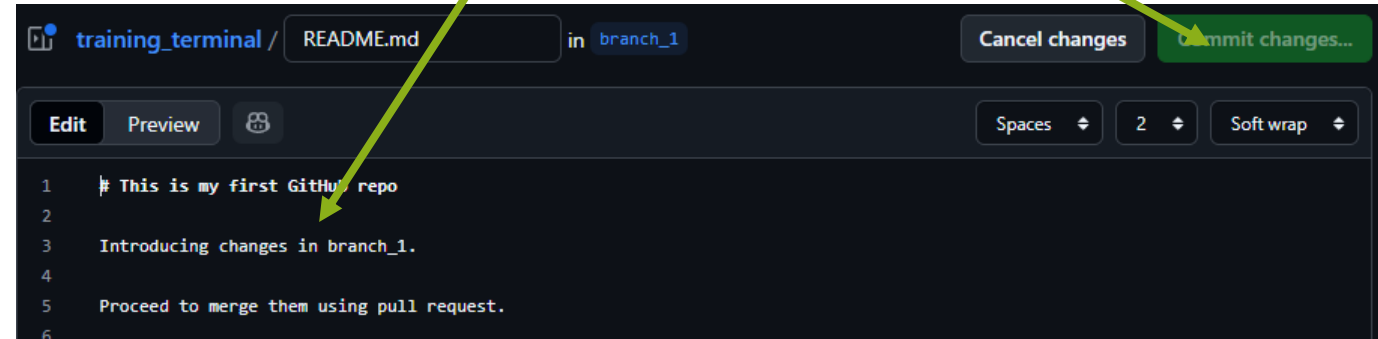 training_terminal / README.md in branch_1 Cancel changes Commit changes...
Edit Preview Spaces 2 Soft wrap
1 # This is my first GitHub repo
2
3 Introducing changes in branch_1.
4
5 Proceed to merge them using pull request.
6